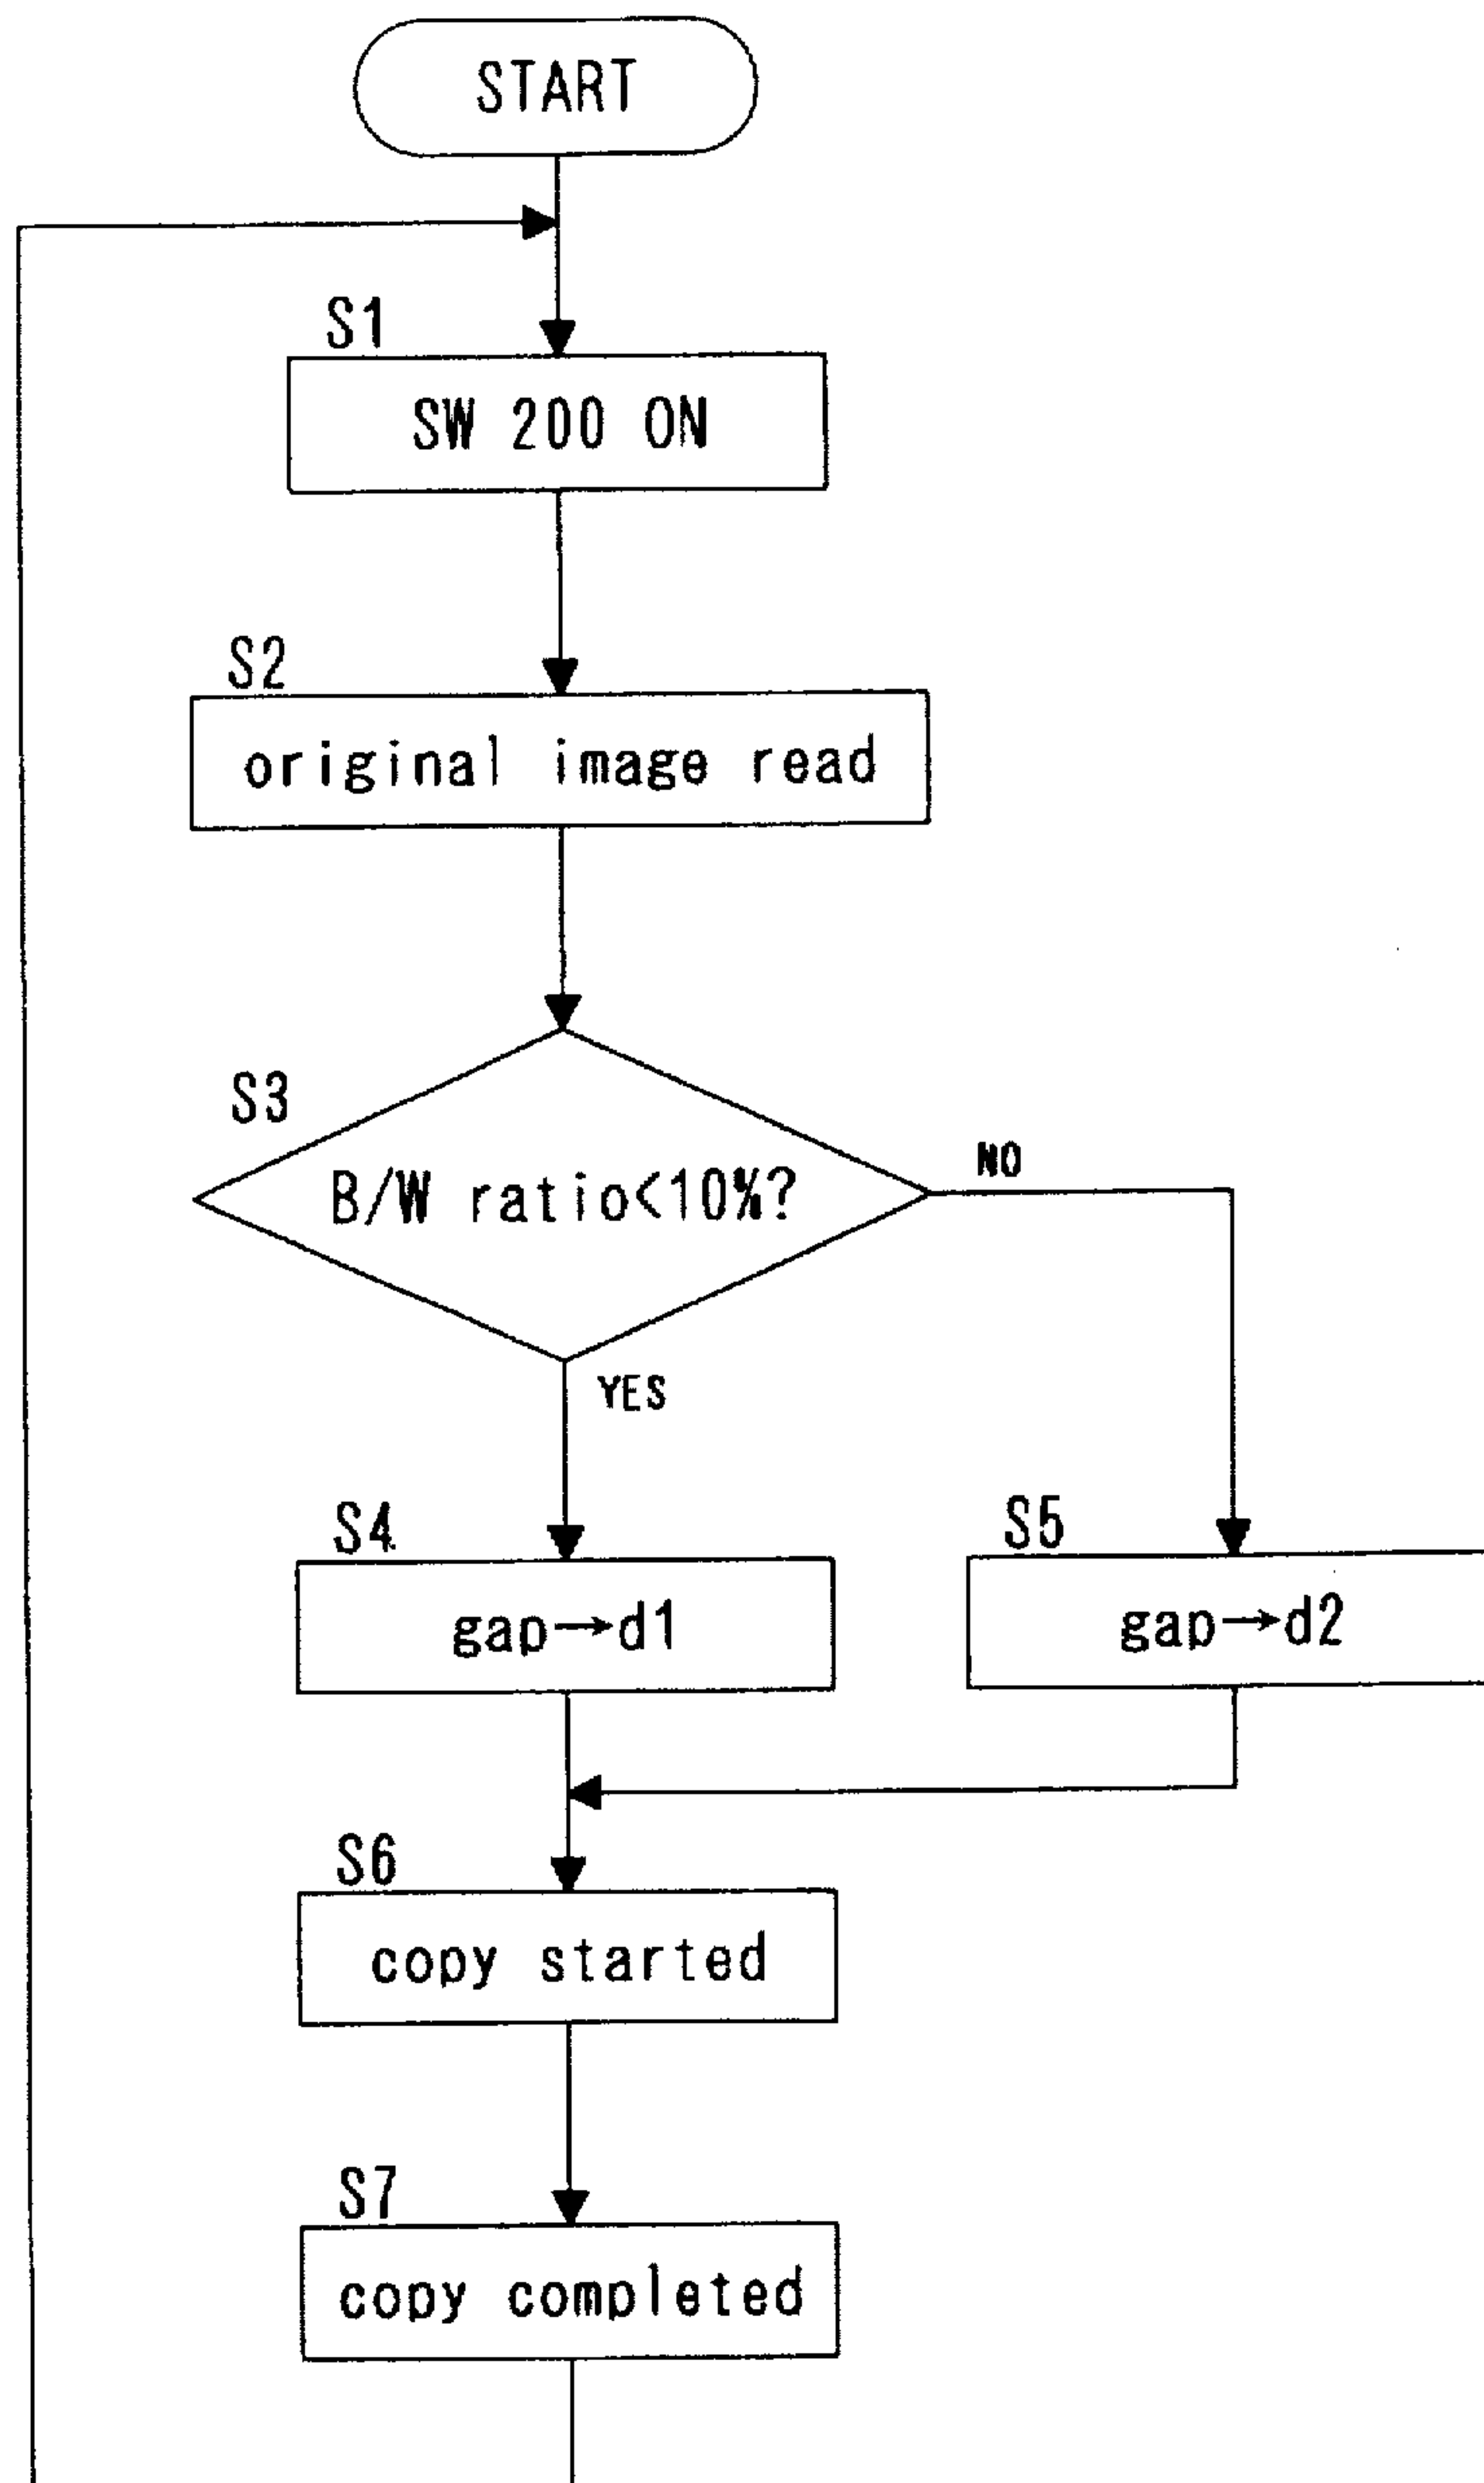 START
S1
SW 200 ON
S2
original image read
S3
B/W ratio<10%?
NO
YES
S4
gap→d1
S5
gap→d2
S6
copy started
S7
copy completed